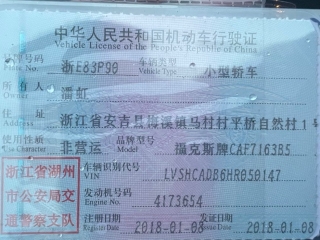 中华人民共和国机动车行驶证
Vehicle License of the People's Republic of China
号牌号码 浙E83P90 车辆类型 小型轿车
Plate No. Vehicle Type
所有人 潘虹
Owner
住址 浙江省安吉县梅溪镇马村村平桥自然村1号
使用性质 非营运 福克斯牌CAF7163B5
浙江省湖州
市公安局交
通警察支队
车辆识别代号 LVSHCADB6HR050147
VIN
发动机号码 4173654
Engine No.
注册日期 2018-01-08 发证日期 2018-01-08
Register Date Issue Date